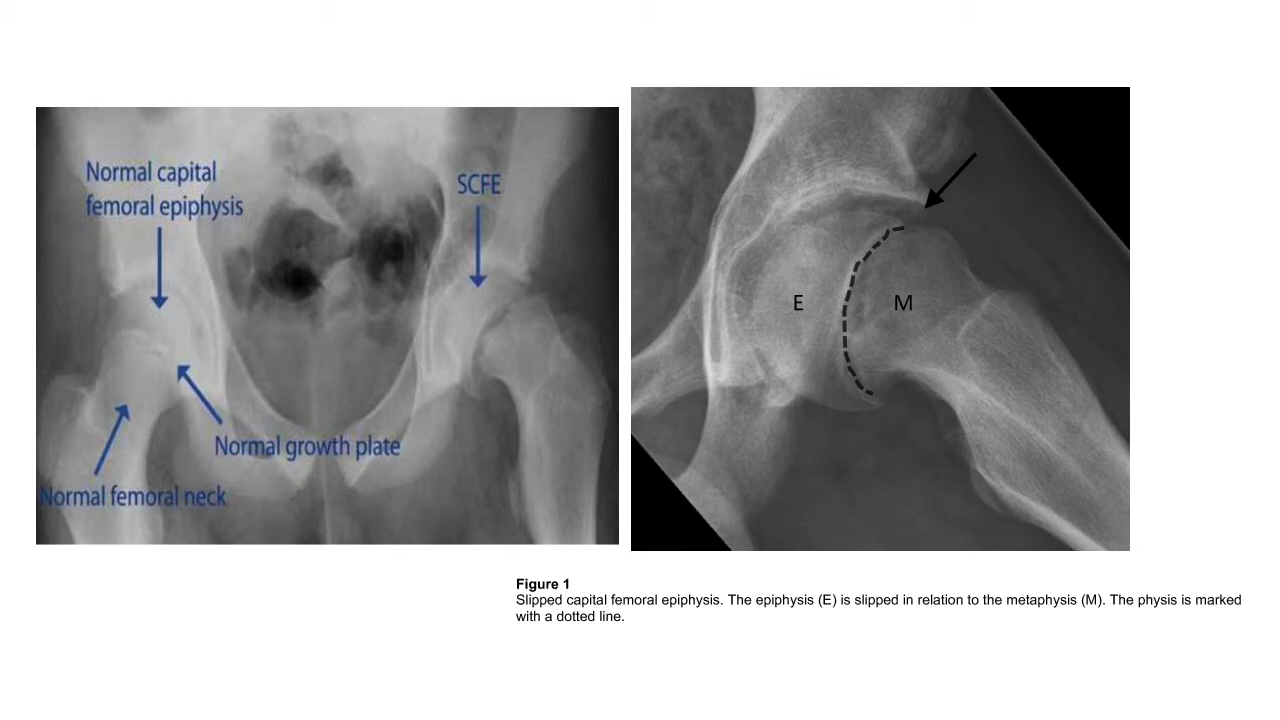 Normal capital
femoral epiphysis
SCFE
Normal growth plate
Normal femoral neck
E
M
Figure 1
Slipped capital femoral epiphysis. The epiphysis (E) is slipped in relation to the metaphysis (M). The physis is marked
with a dotted line.